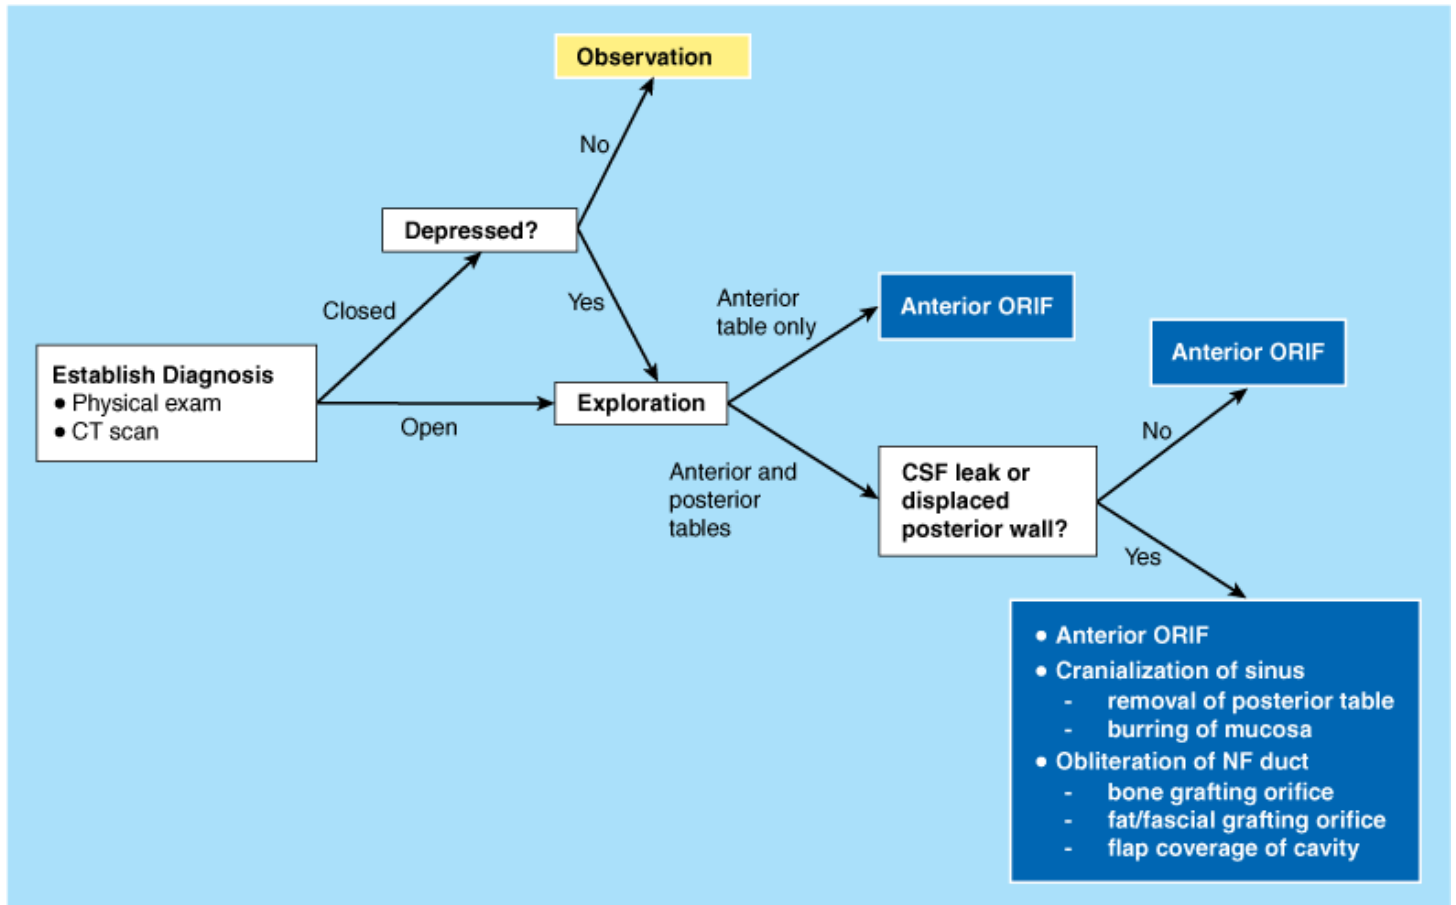 Observation
No
Depressed?
Closed
Yes
Establish Diagnosis
● Physical exam
● CT scan
Open
Exploration
Anterior
table only
Anterior ORIF
Anterior and
posterior
tables
CSF leak or
displaced
posterior wall?
No
Anterior ORIF
Yes
● Anterior ORIF
● Cranialization of sinus
- removal of posterior table
- burring of mucosa
● Obliteration of NF duct
- bone grafting orifice
- fat/fascial grafting orifice
- flap coverage of cavity